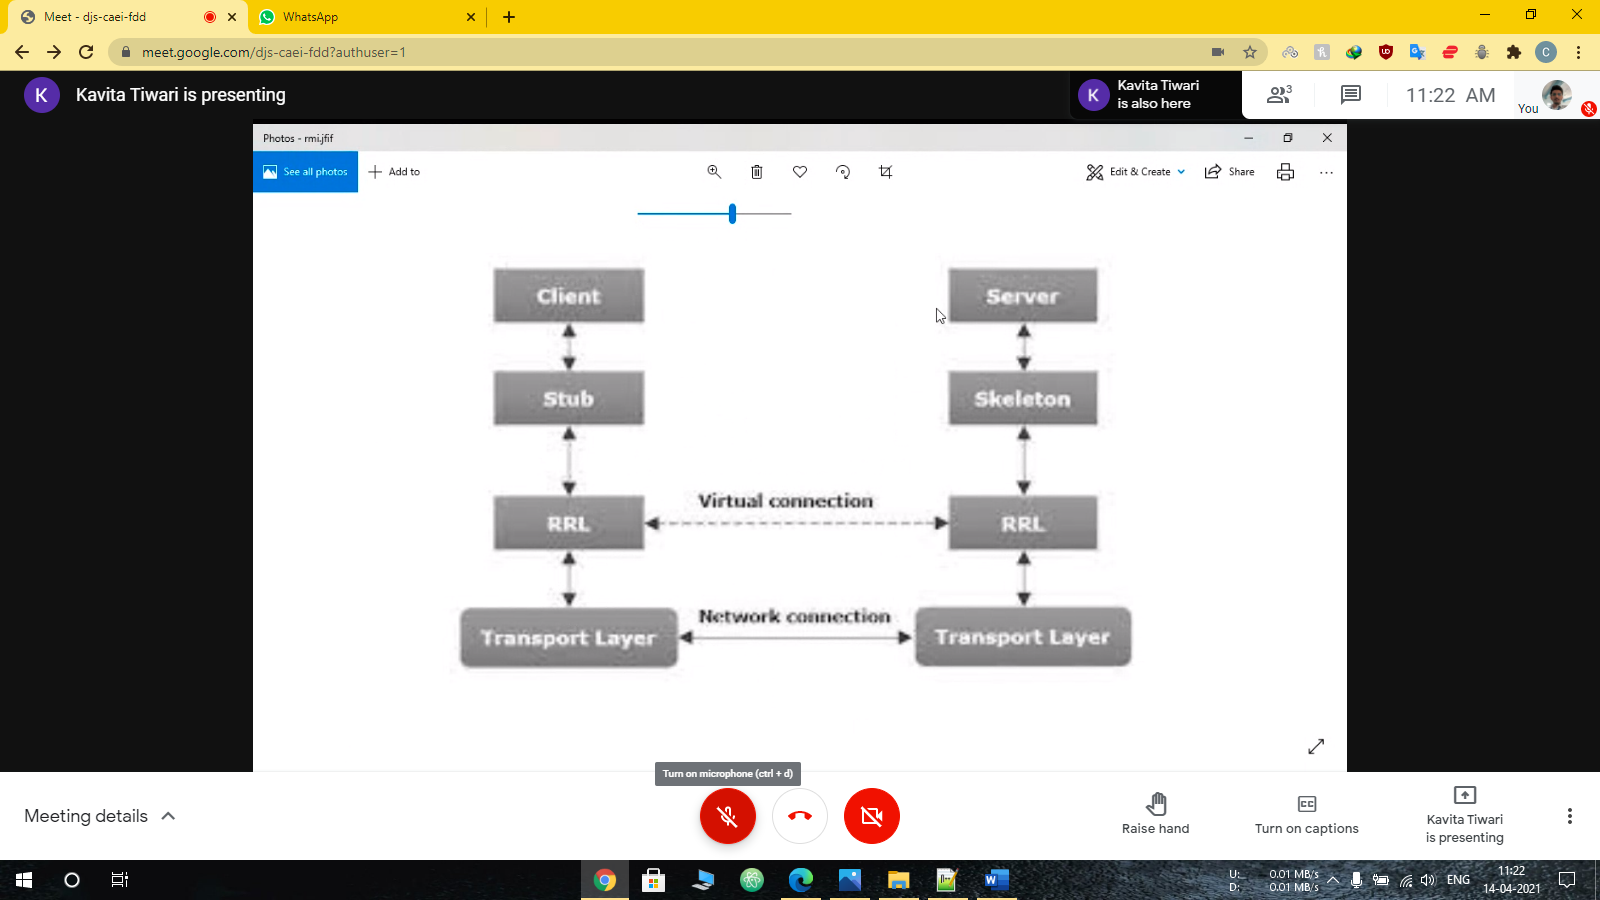 Meet - djs-caei-fdd
WhatsApp
meet.google.com/djs-caei-fdd?authuser=1
C
K
Kavita Tiwari is presenting
K
Kavita Tiwari
is also here
3
11:22 AM
You
Photos - rmi.jfif
See all photos
Add to
Edit & Create
Share
Client
Server
Stub
Skeleton
Virtual connection
RRL
RRL
Network connection
Transport Layer
Transport Layer
Turn on microphone (ctrl + d)
Meeting details
Raise hand
CC
Turn on captions
Kavita Tiwari
is presenting
U: 0.01 MB/s
D: 0.01 MB/s
ENG
11:22
14-04-2021